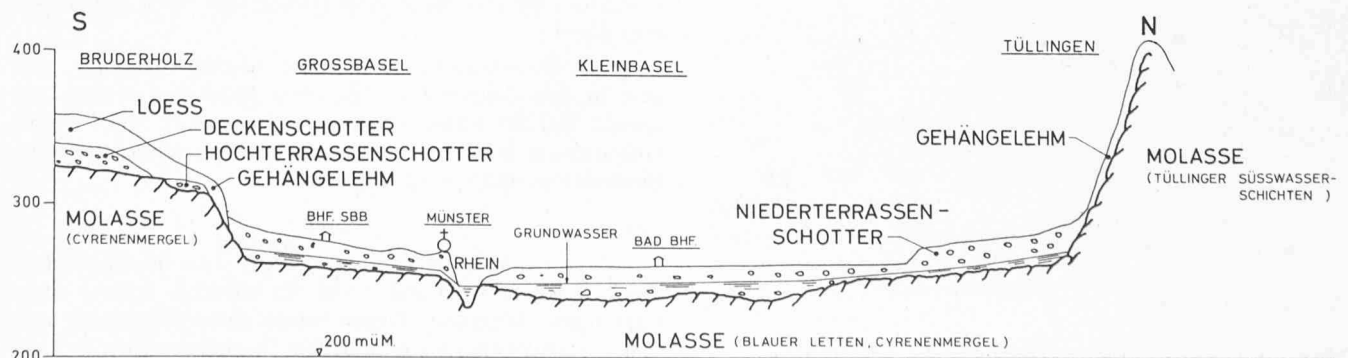 S
N
400
BRUDERHOLZ
GROSSBASEL
KLEINBASEL
TÜLLINGEN
LOESS
DECKENSCHOTTER
HOCHTERRASSENSCHOTTER
GEHÄNGELEHM
GEHÄNGELEHM
MOLASSE
(TÜLLINGER SÜSSWASSER-
SCHICHTEN)
300
MOLASSE
(CYRENENMERGEL)
BHF. SBB
MÜNSTER
RHEIN
GRUNDWASSER
BAD BHF.
NIEDERTERRASSEN-
SCHOTTER
200
200 m ü M.
MOLASSE (BLAUER LETTEN, CYRENENMERGEL)